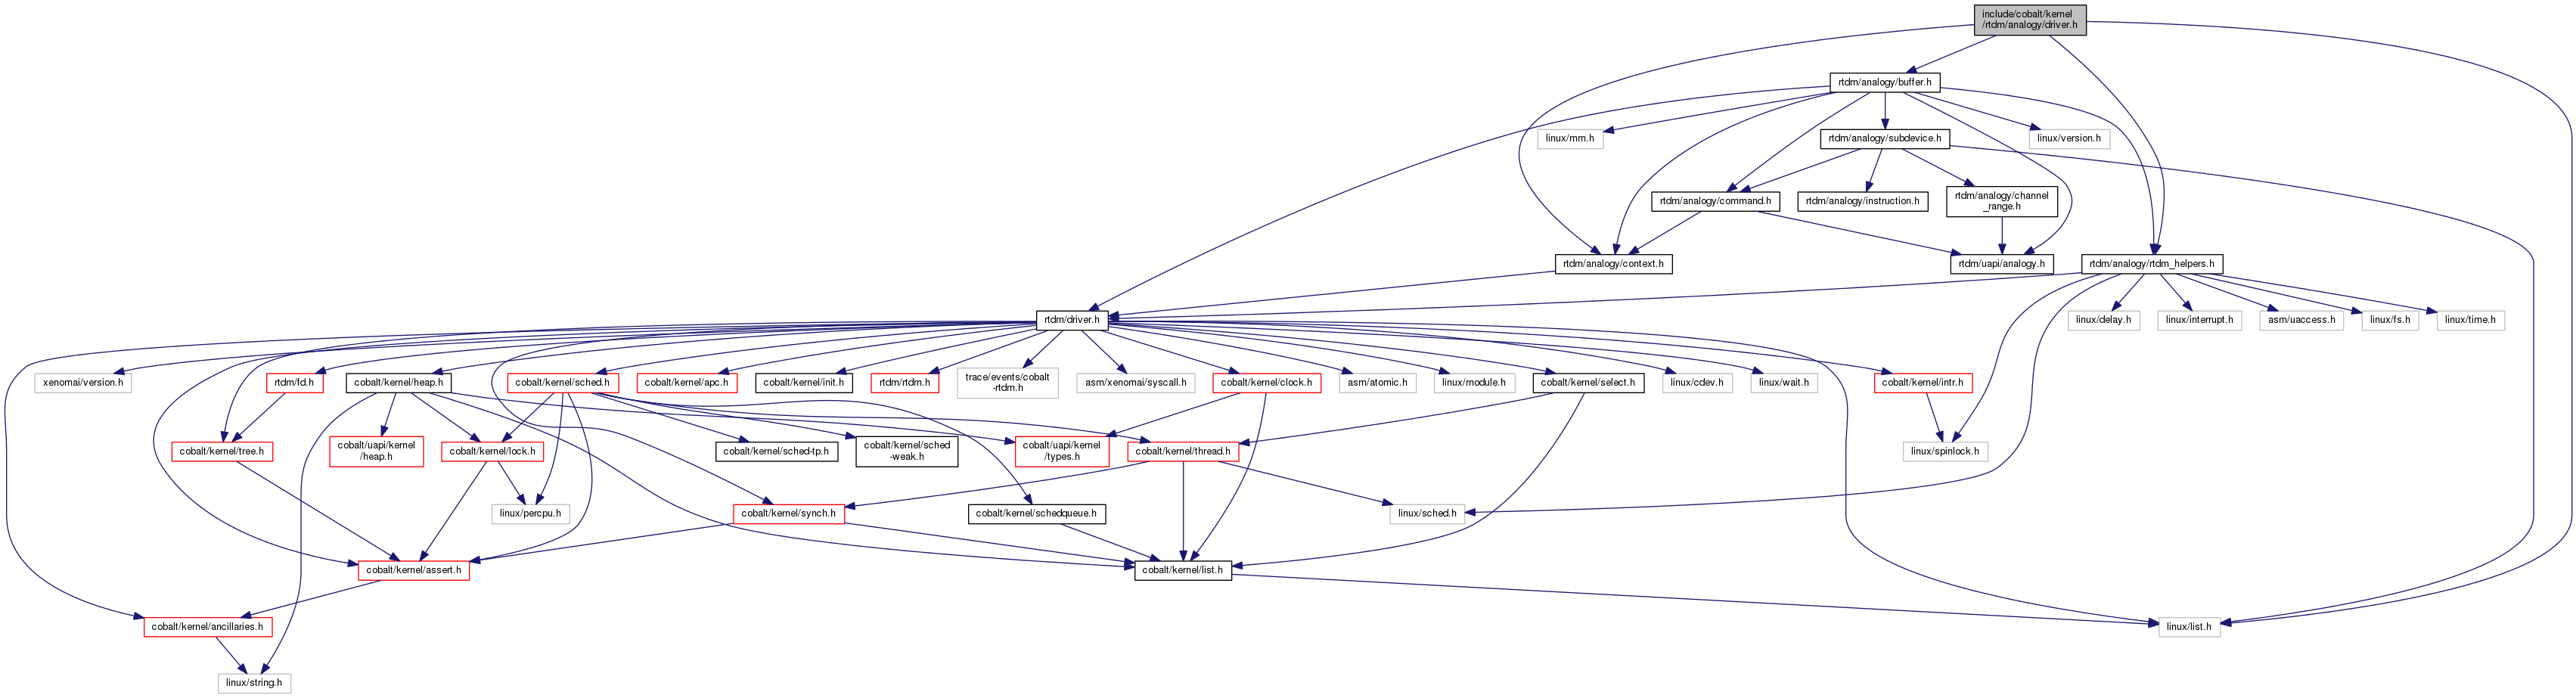 include/cobalt/kernel
/rtdm/analogy/driver.h
rtdm/analogy/buffer.h
linux/mm.h
rtdm/analogy/subdevice.h
linux/version.h
rtdm/analogy/command.h
rtdm/analogy/instruction.h
rtdm/analogy/channel
_range.h
rtdm/analogy/context.h
rtdm/uapi/analogy.h
rtdm/analogy/rtdm_helpers.h
rtdm/driver.h
linux/delay.h
linux/interrupt.h
asm/uaccess.h
linux/fs.h
linux/time.h
xenomai/version.h
rtdm/fd.h
cobalt/kernel/heap.h
cobalt/kernel/sched.h
cobalt/kernel/apc.h
cobalt/kernel/init.h
rtdm/rtdm.h
trace/events/cobalt
-rtdm.h
asm/xenomai/syscall.h
cobalt/kernel/clock.h
asm/atomic.h
linux/module.h
cobalt/kernel/select.h
linux/cdev.h
linux/wait.h
cobalt/kernel/intr.h
cobalt/kernel/tree.h
cobalt/uapi/kernel
/heap.h
cobalt/kernel/lock.h
cobalt/kernel/sched-tp.h
cobalt/kernel/sched
-weak.h
cobalt/uapi/kernel
/types.h
cobalt/kernel/thread.h
linux/spinlock.h
linux/percpu.h
cobalt/kernel/synch.h
cobalt/kernel/schedqueue.h
linux/sched.h
cobalt/kernel/assert.h
cobalt/kernel/list.h
cobalt/kernel/ancillaries.h
linux/list.h
linux/string.h